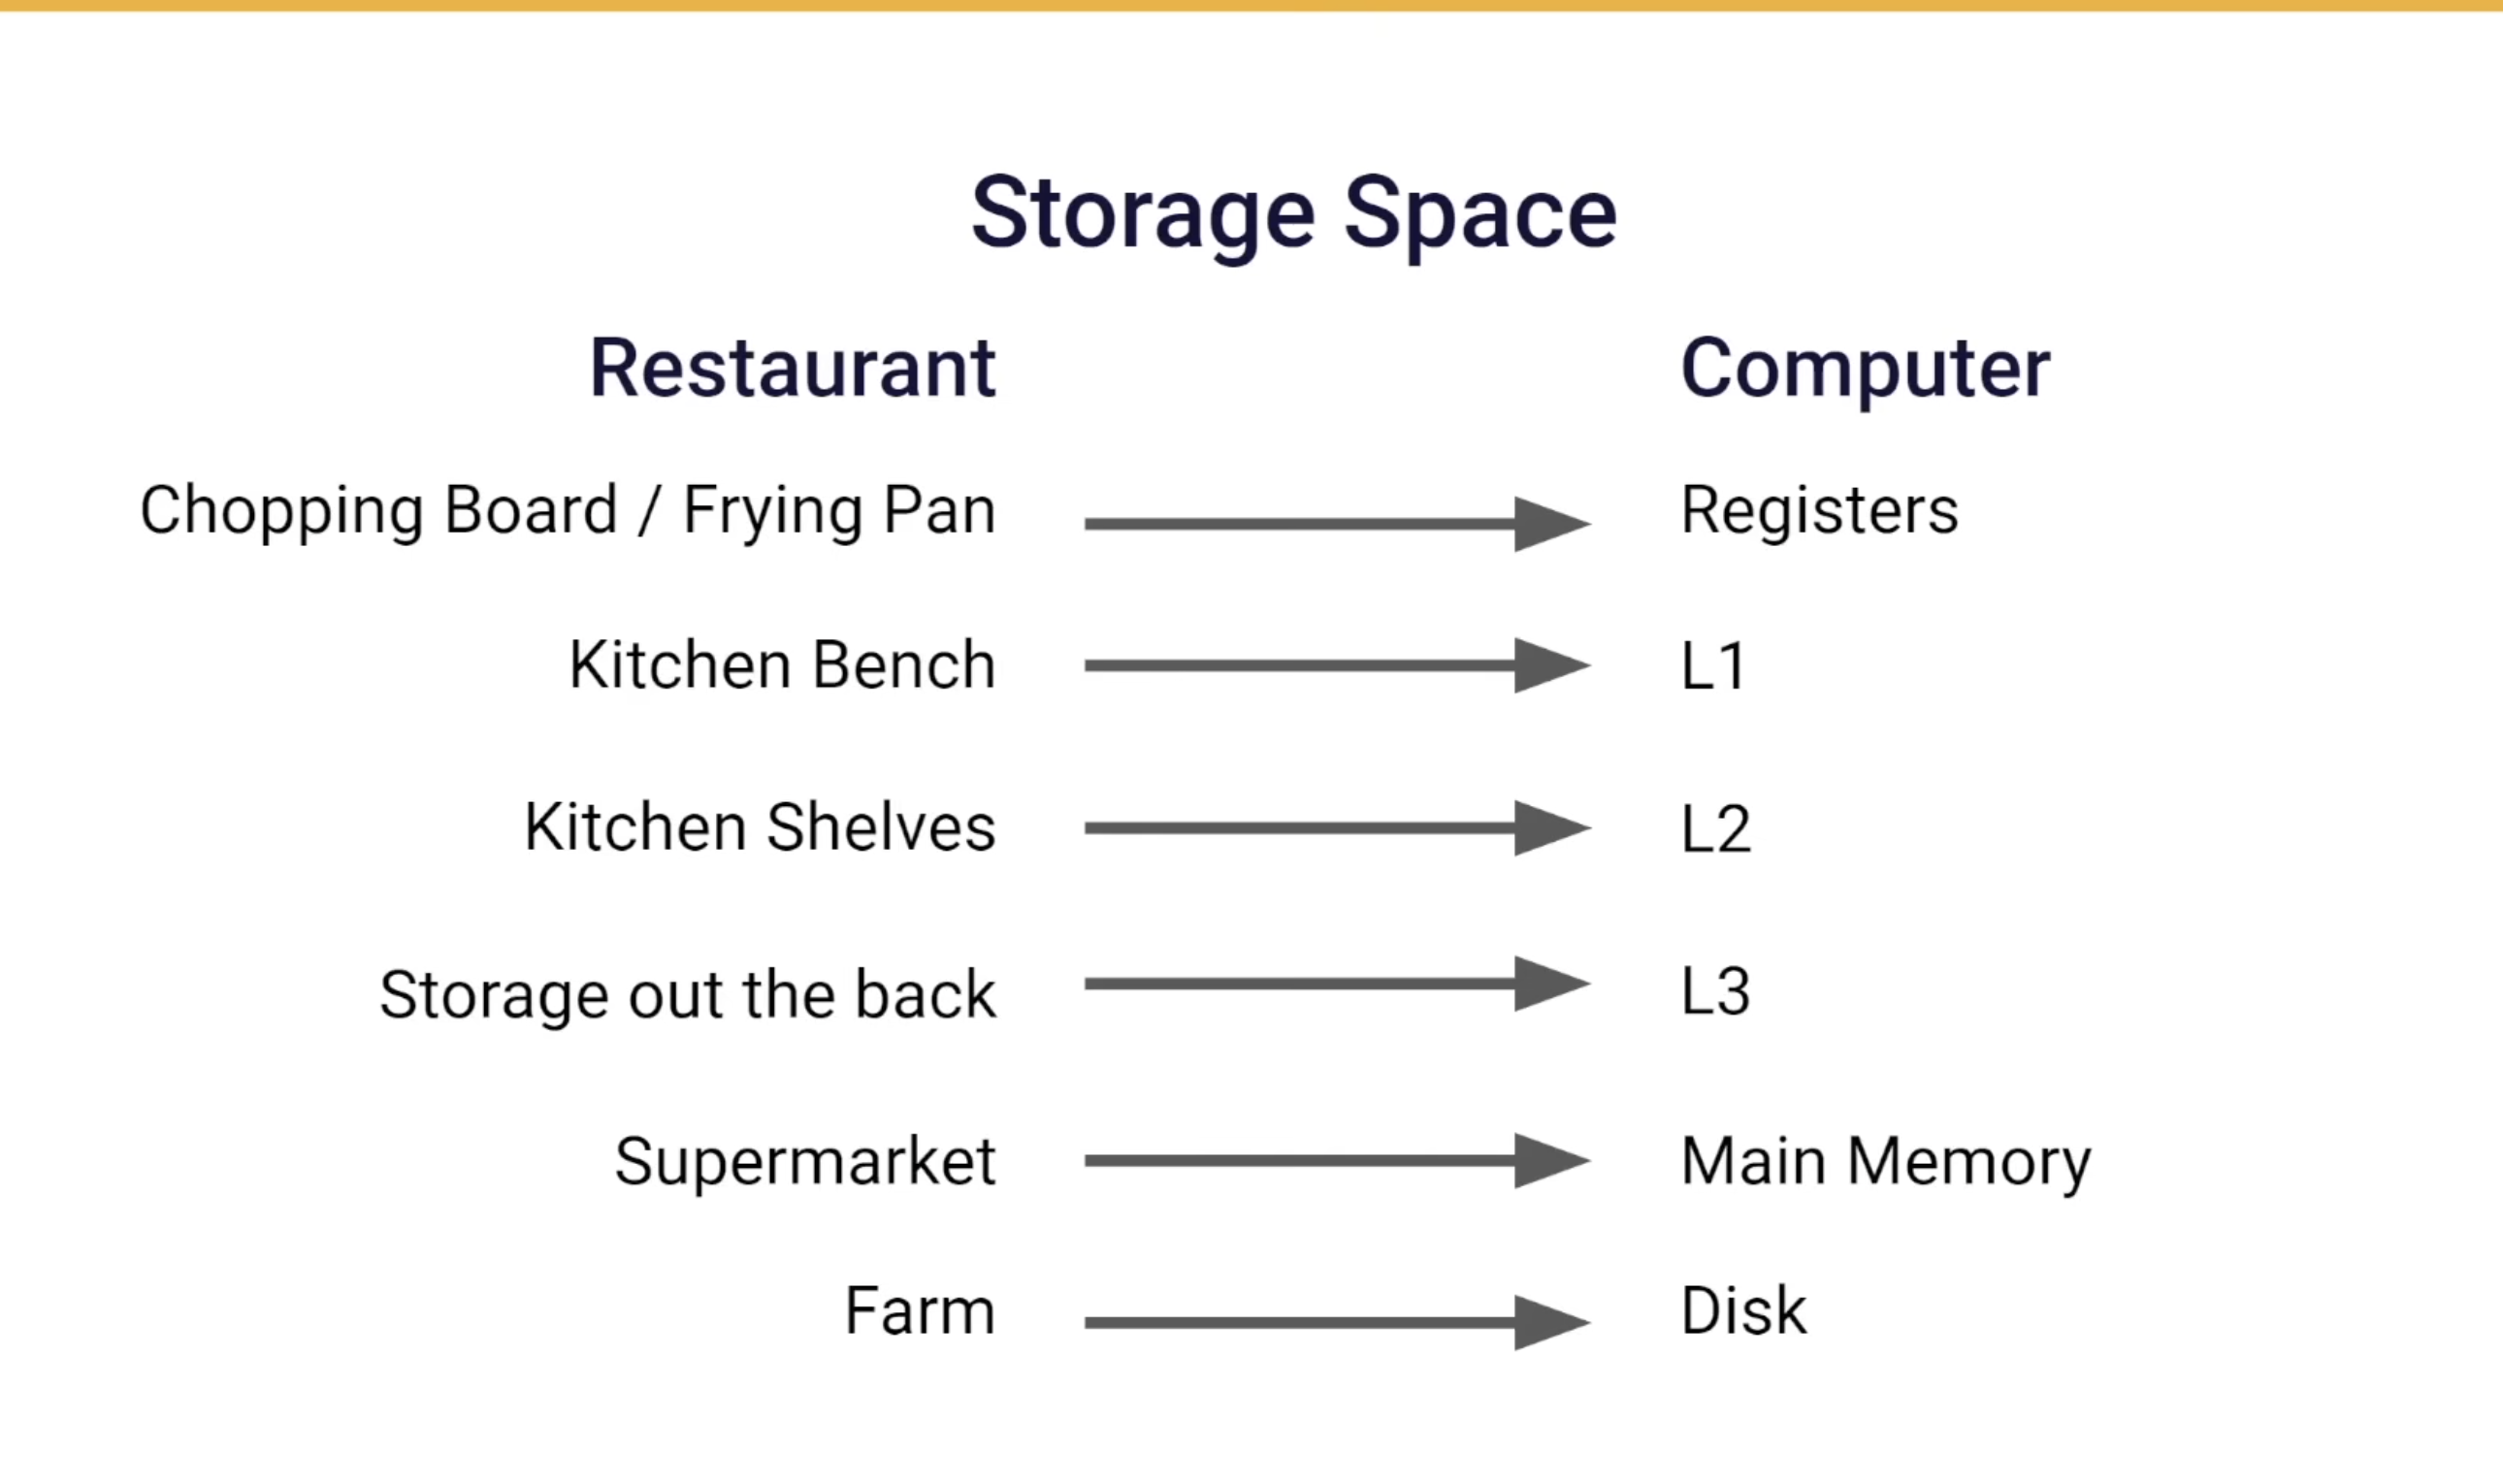 Storage Space
Restaurant Computer
Chopping Board / Frying Pan Registers
Kitchen Bench L1
Kitchen Shelves L2
Storage out the back L3
Supermarket Main Memory
Farm Disk